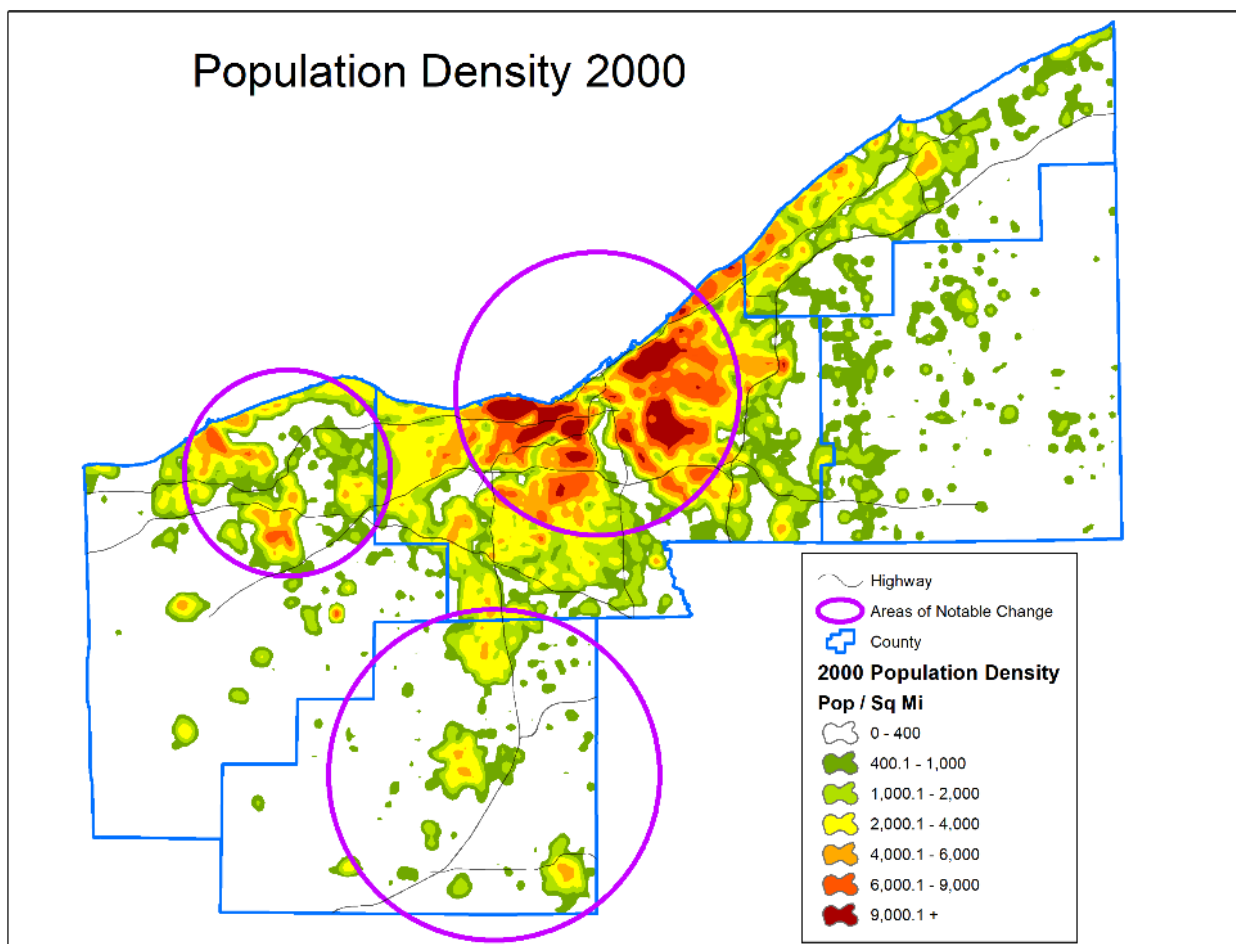 Population Density 2000
Highway
Areas of Notable Change
County
2000 Population Density
Pop / Sq Mi
0 - 400
400.1 - 1,000
1,000.1 - 2,000
2,000.1 - 4,000
4,000.1 - 6,000
6,000.1 - 9,000
9,000.1 +